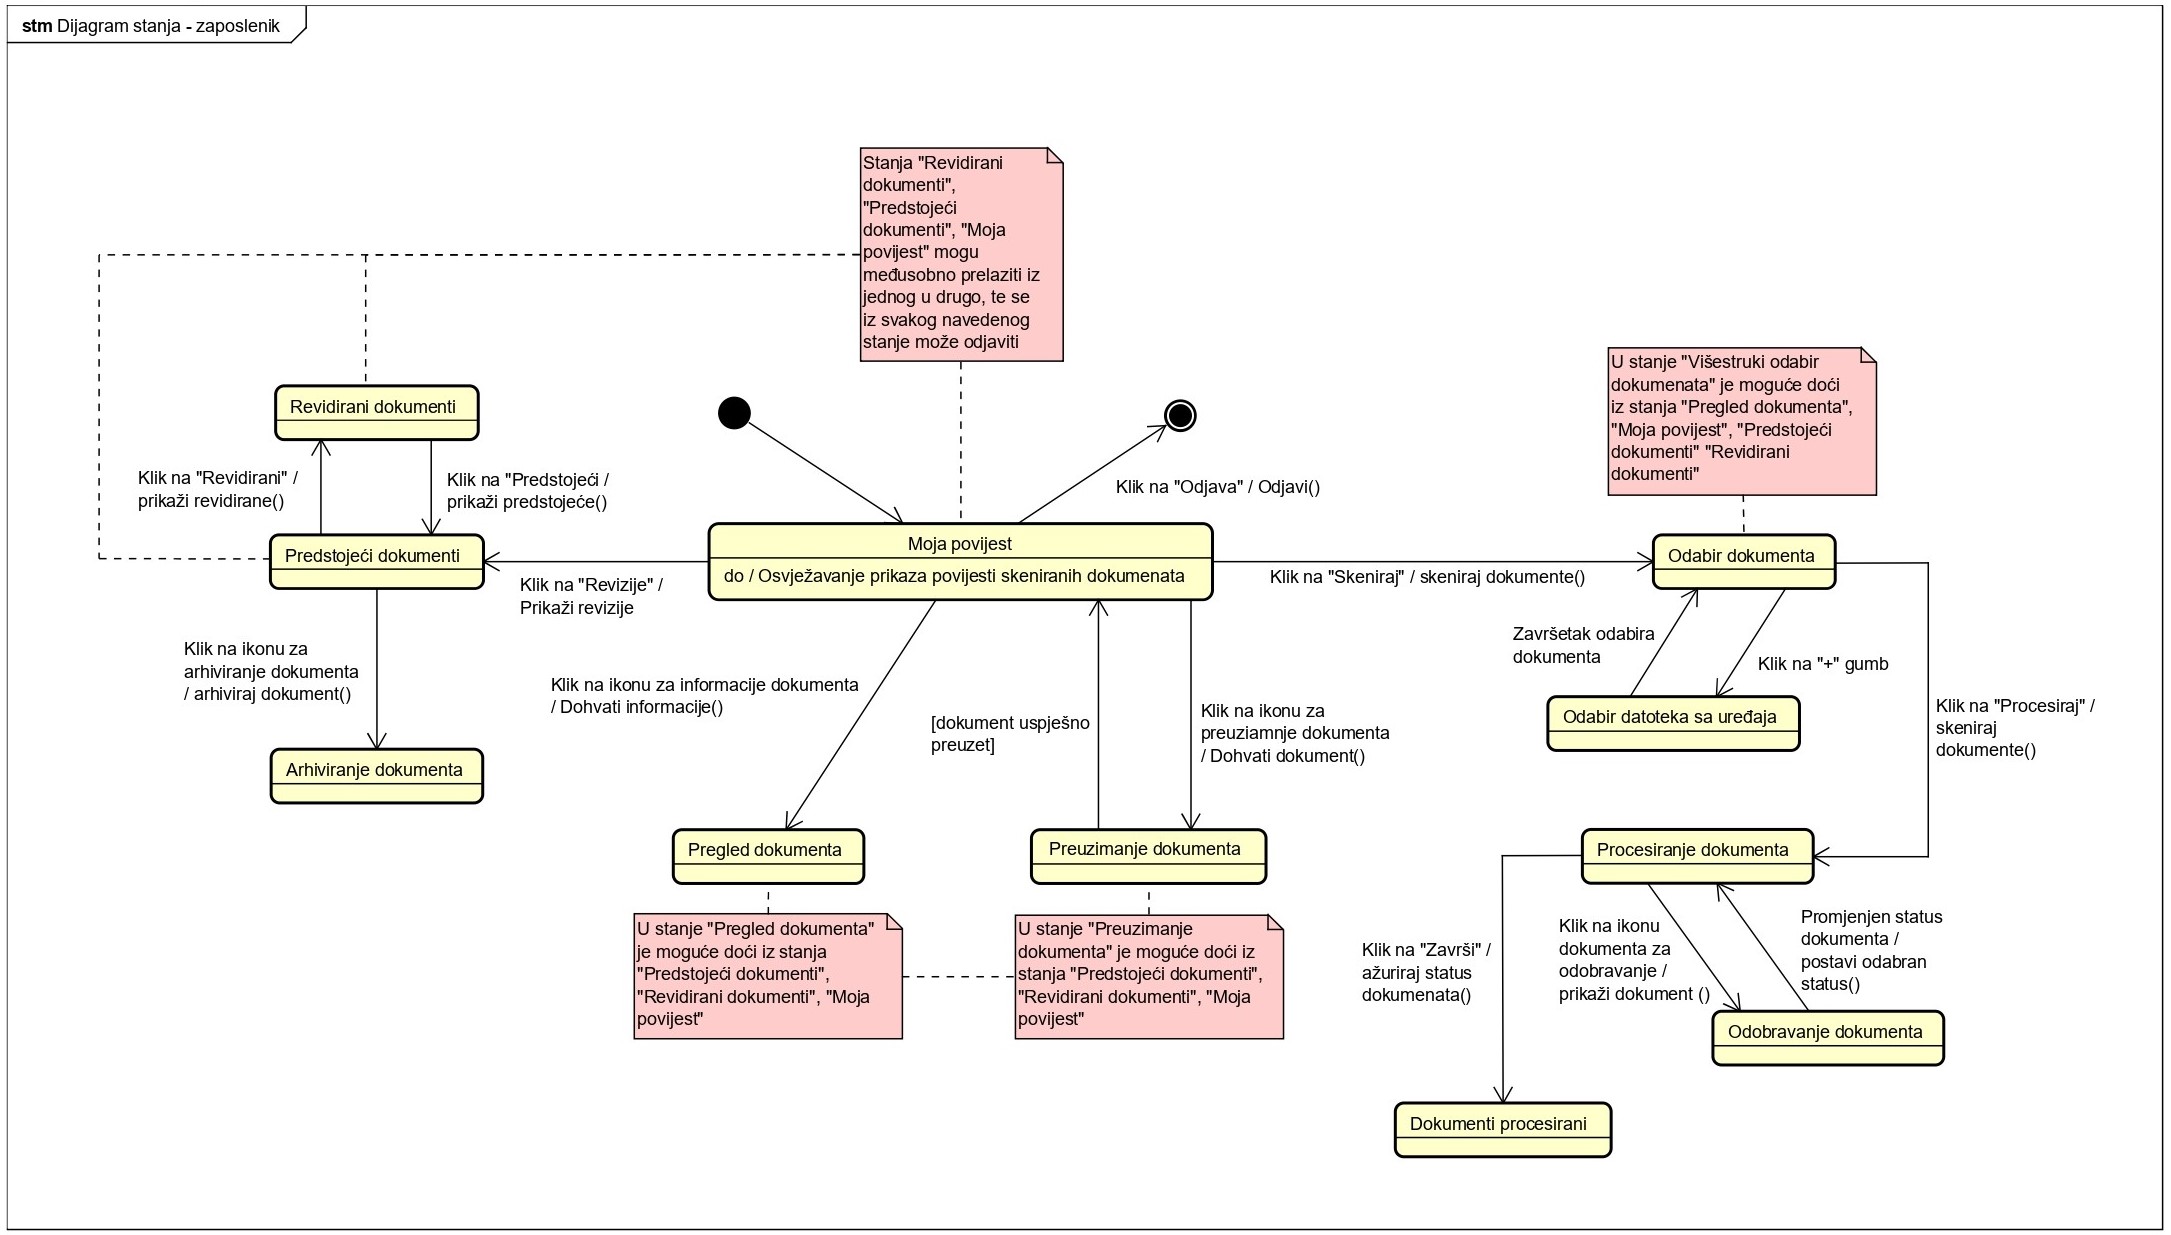 stm Dijagram stanja - zaposlenik
Stanja "Revidirani
dokumenti",
"Predstojeći
dokumenti", "Moja
povijest" mogu
međusobno prelaziti iz
jednog u drugo, te se
iz svakog navedenog
stanje može odjaviti
U stanje "Višestruki odabir
dokumenata" je moguće doći
iz stanja "Pregled dokumenta",
"Moja povijest", "Predstojeći
dokumenti" "Revidirani
dokumenti"
Revidirani dokumenti
Klik na "Revidirani" /
prikaži revidirane()
Klik na "Predstojeći /
prikaži predstojeće()
Klik na "Odjava" / Odjavi()
Predstojeći dokumenti
Moja povijest
do / Osvježavanje prikaza povijesti skeniranih dokumenata
Klik na "Revizije" /
Prikaži revizije
Klik na "Skeniraj" / skeniraj dokumente()
Odabir dokumenta
Klik na ikonu za
arhiviranje dokumenta
/ arhiviraj dokument()
Arhiviranje dokumenta
Klik na ikonu za informacije dokumenta
/ Dohvati informacije()
[dokument uspješno
preuzet]
Klik na ikonu za
preuziamnje dokumenta
/ Dohvati dokument()
Završetak odabira
dokumenta
Klik na "+" gumb
Odabir datoteka sa uređaja
Klik na "Procesiraj" /
skeniraj
dokumente()
Pregled dokumenta
Preuzimanje dokumenta
Procesiranje dokumenta
U stanje "Pregled dokumenta"
je moguće doći iz stanja
"Predstojeći dokumenti",
"Revidirani dokumenti", "Moja
povijest"
U stanje "Preuzimanje
dokumenta" je moguće doći iz
stanja "Predstojeći dokumenti",
"Revidirani dokumenti", "Moja
povijest"
Klik na "Završi" /
ažuriraj status
dokumenata()
Klik na ikonu
dokumenta za
odobravanje /
prikaži dokument ()
Promjenjen status
dokumenta /
postavi odabran
status()
Odobravanje dokumenta
Dokumenti procesirani